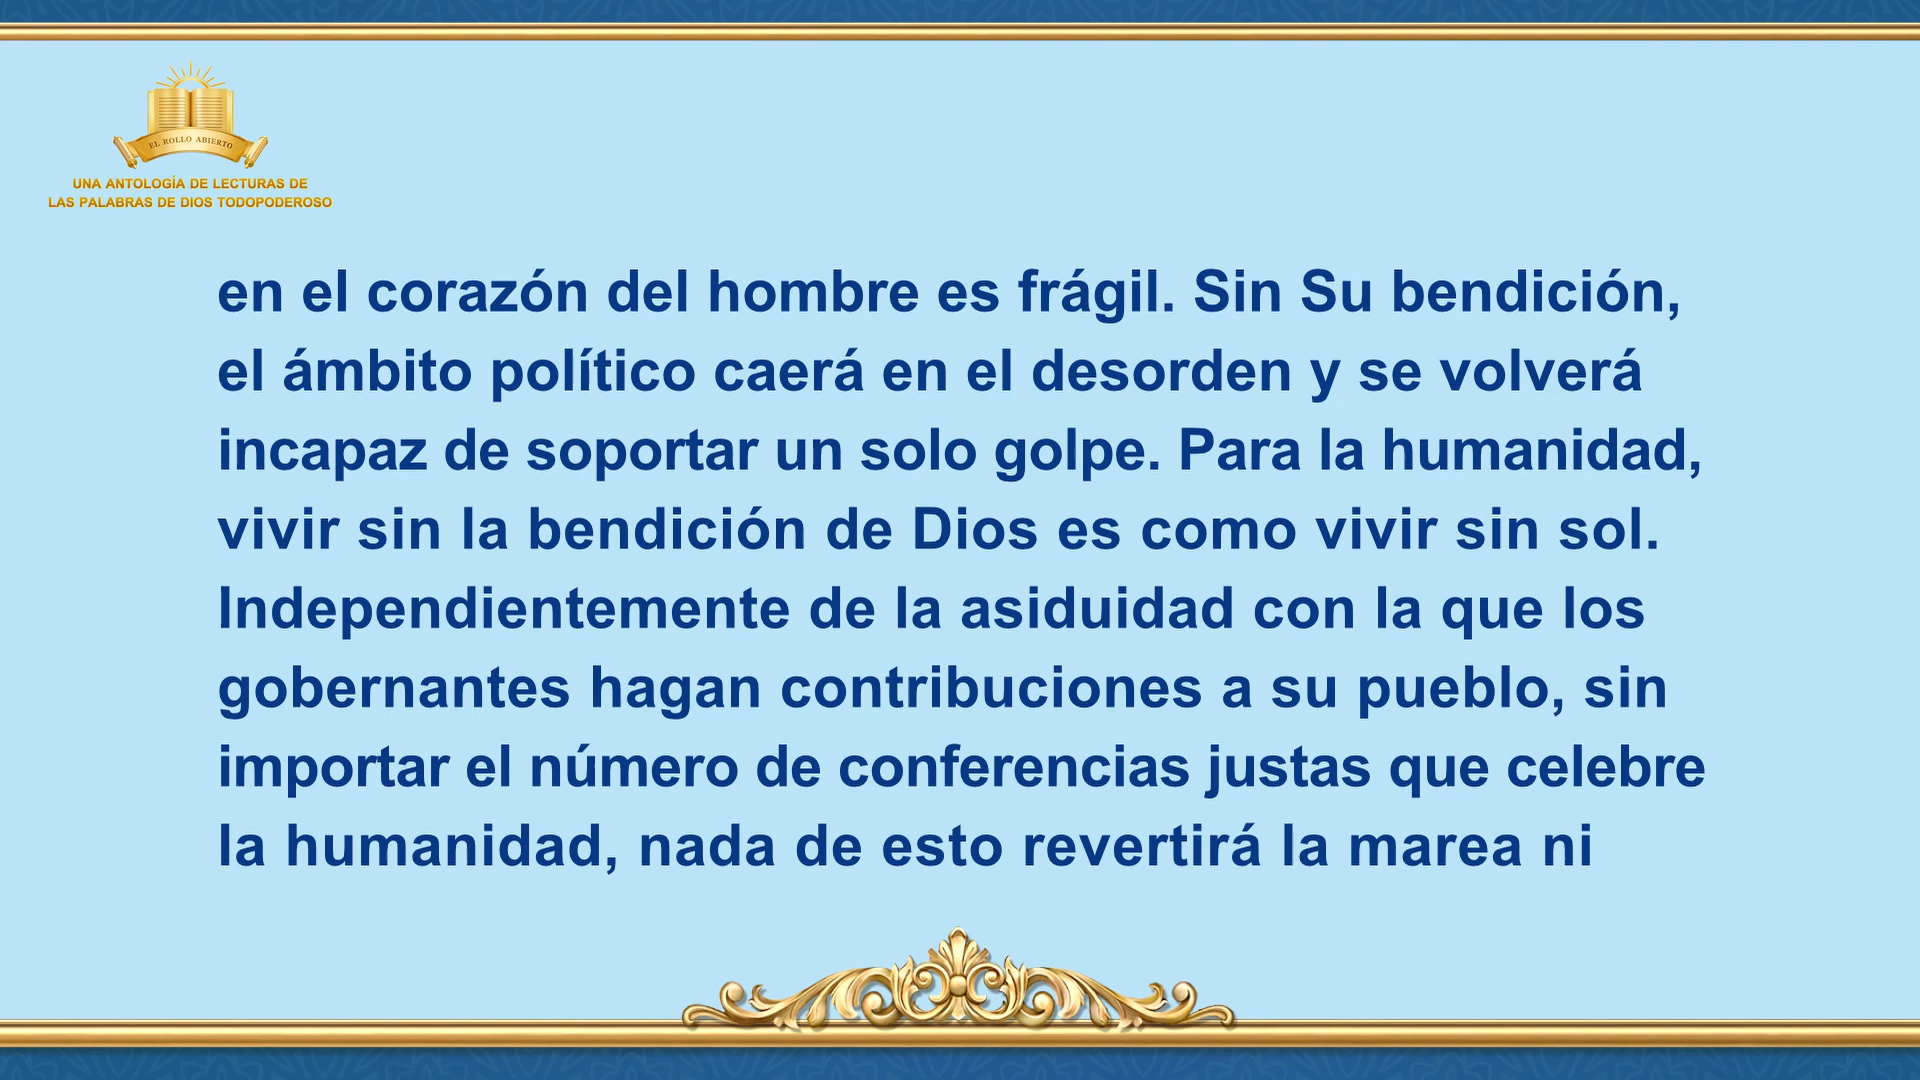 EL ROLLO ABIERTO
UNA ANTOLOGÍA DE LECTURAS DE
LAS PALABRAS DE DIOS TODOPODEROSO
en el corazón del hombre es frágil. Sin Su bendición,
el ámbito político caerá en el desorden y se volverá
incapaz de soportar un solo golpe. Para la humanidad,
vivir sin la bendición de Dios es como vivir sin sol.
Independientemente de la asiduidad con la que los
gobernantes hagan contribuciones a su pueblo, sin
importar el número de conferencias justas que celebre
la humanidad, nada de esto revertirá la marea ni